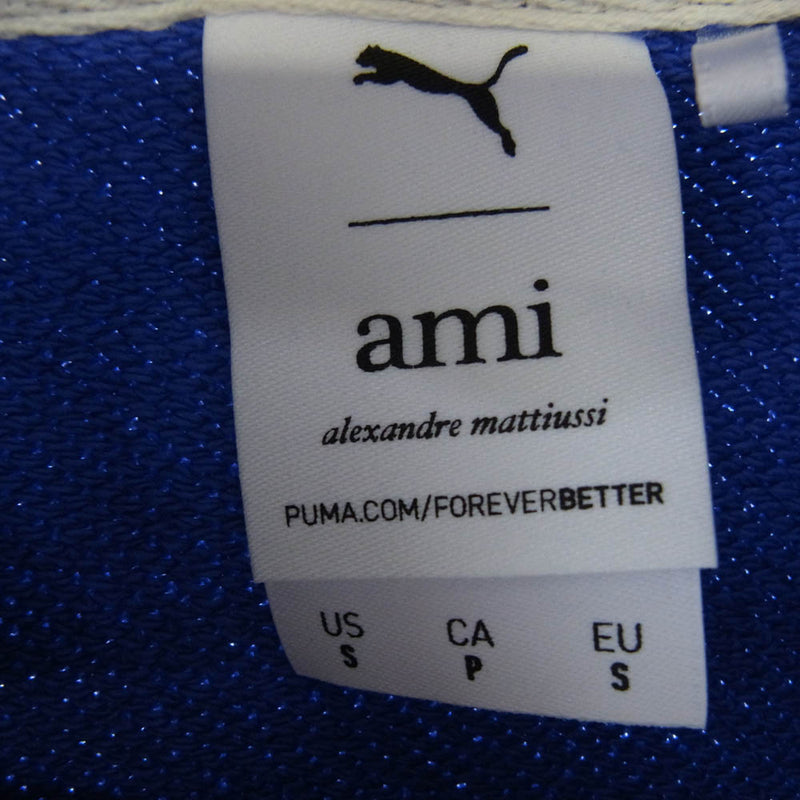 ami
alexandre mattiussi
PUMA.COM/FOREVERBETTER
US CA EU
S P S